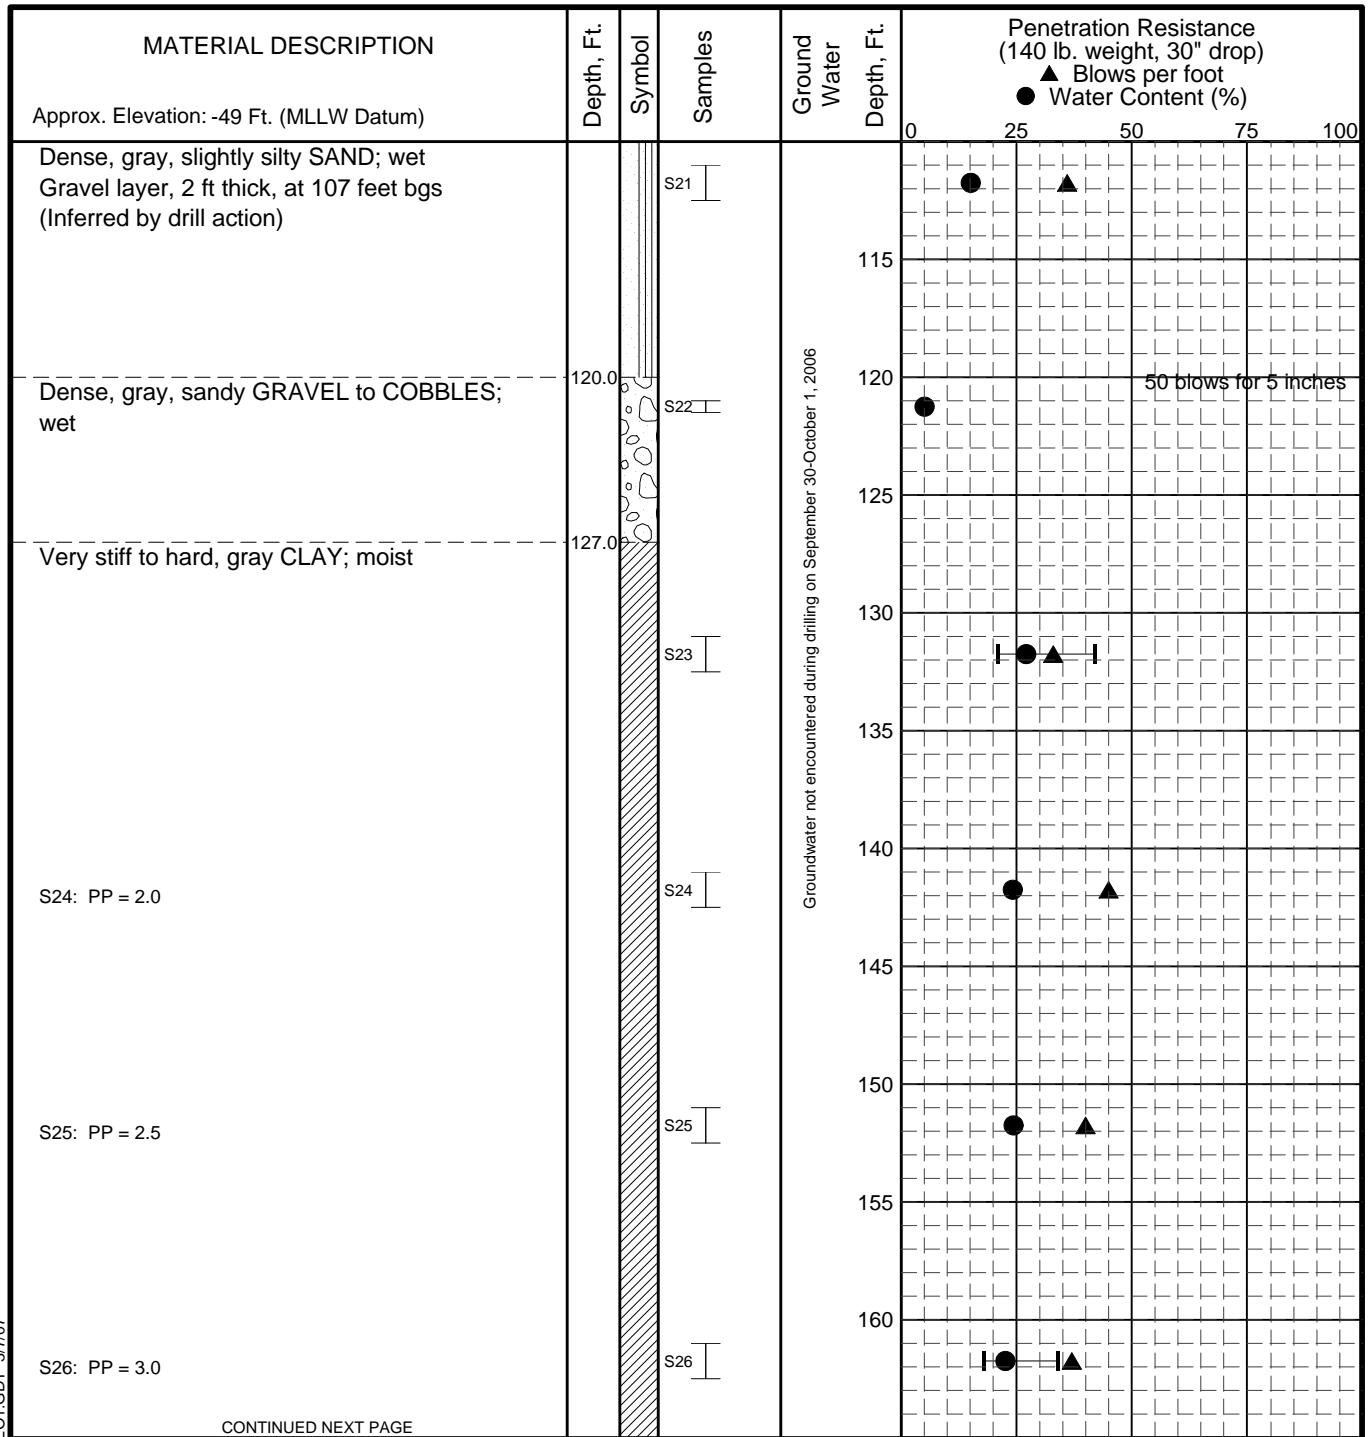 MATERIAL DESCRIPTION
Approx. Elevation: -49 Ft. (MLLW Datum)
Depth, Ft.
Symbol
Samples
Ground
Water
Depth, Ft.
Penetration Resistance
(140 lb. weight, 30" drop)
▲ Blows per foot
● Water Content (%)
0 25 50 75 100
Dense, gray, slightly silty SAND; wet
Gravel layer, 2 ft thick, at 107 feet bgs
(Inferred by drill action)
S21
115
120.0
Dense, gray, sandy GRAVEL to COBBLES;
wet
S22
120
50 blows for 5 inches
125
127.0
Very stiff to hard, gray CLAY; moist
130
S23
135
140
S24: PP = 2.0
S24
145
150
S25: PP = 2.5
S25
155
160
S26: PP = 3.0
S26
Groundwater not encountered during drilling on September 30-October 1, 2006
CONTINUED NEXT PAGE